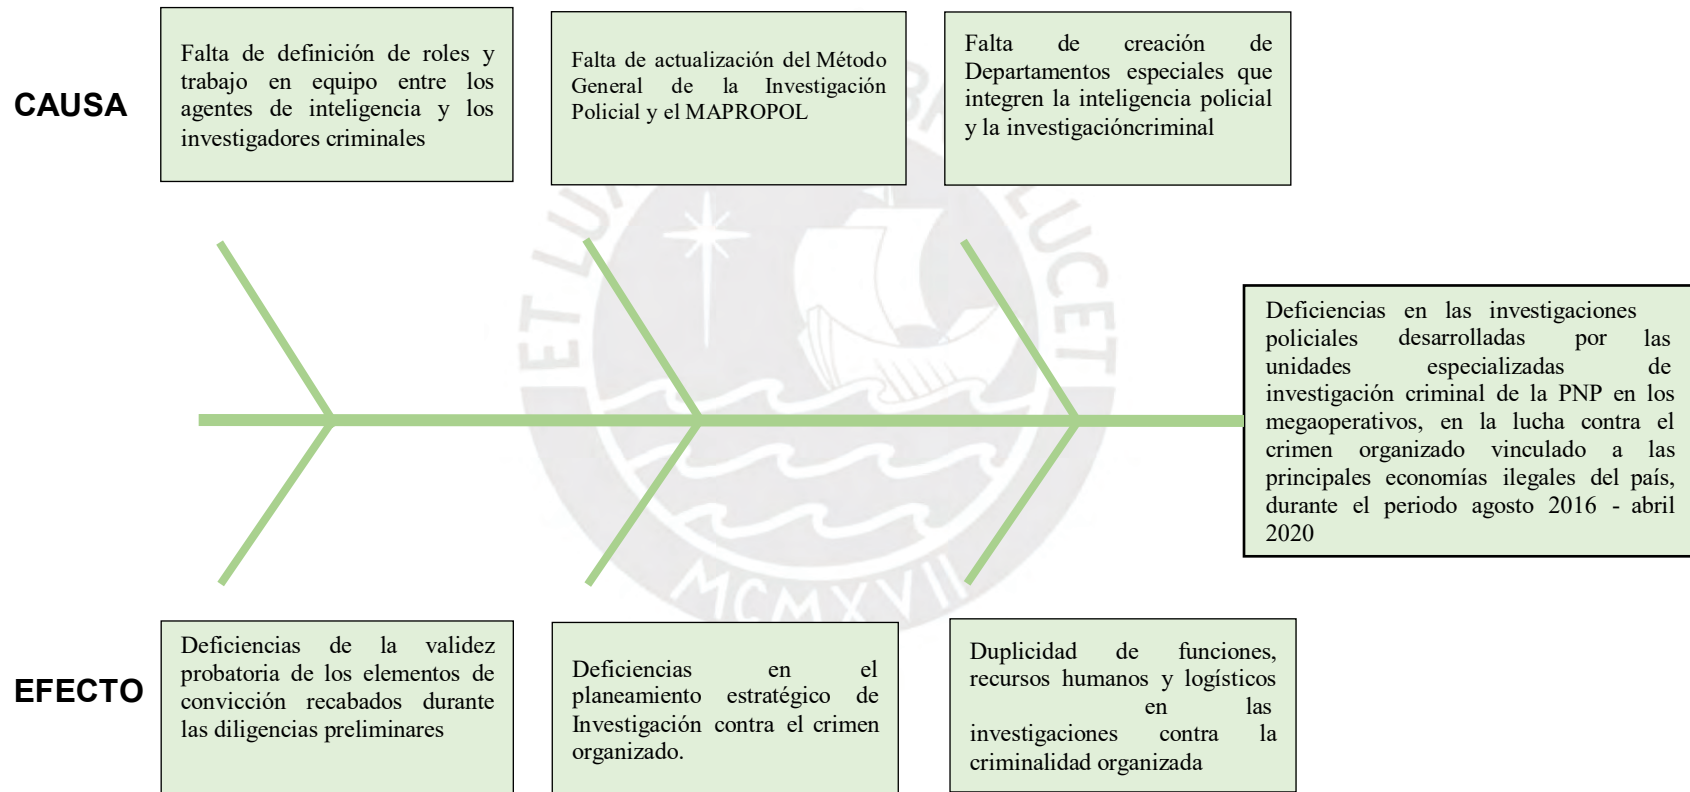 CAUSA
Falta de definición de roles y
trabajo en equipo entre los
agentes de inteligencia y los
investigadores criminales
Falta de actualización del Método
General de la Investigación
Policial y el MAPROPOL
Falta de creación de
Departamentos especiales que
integren la inteligencia policial
y la investigacióncriminal
ET LUX IN TENEBRIS LUCET
MCMXVII
Deficiencias en las investigaciones
policiales desarrolladas por las
unidades especializadas de
investigación criminal de la PNP en los
megaoperativos, en la lucha contra el
crimen organizado vinculado a las
principales economías ilegales del país,
durante el periodo agosto 2016 - abril
2020
EFECTO
Deficiencias de la validez
probatoria de los elementos de
convicción recabados durante
las diligencias preliminares
Deficiencias en el
planeamiento estratégico de
Investigación contra el crimen
organizado.
Duplicidad de funciones,
recursos humanos y logísticos
en las
investigaciones contra la
criminalidad organizada